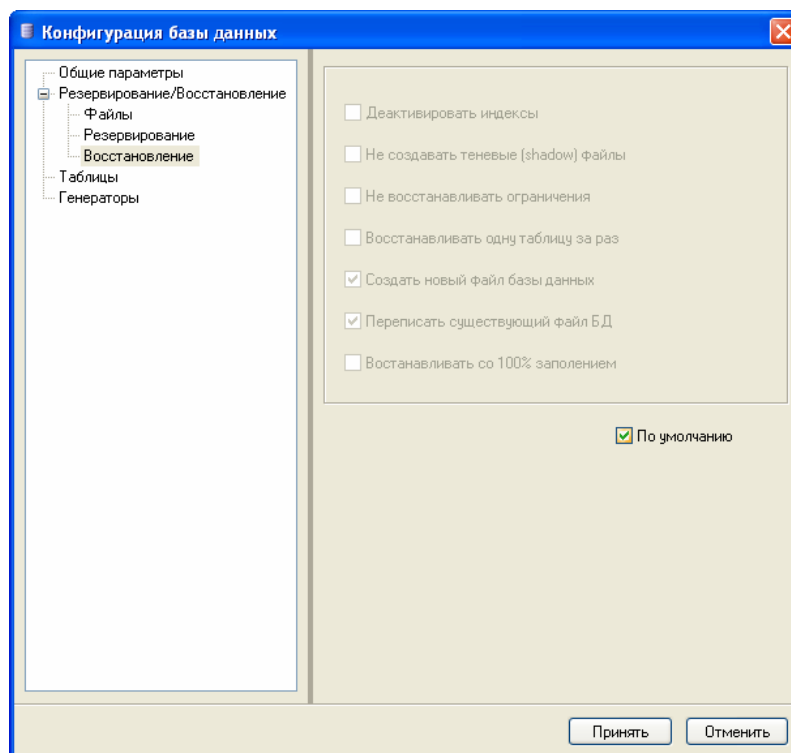 Конфигурация базы данных
Общие параметры
Резервирование/Восстановление
Файлы
Резервирование
Восстановление
Таблицы
Генераторы
Деактивировать индексы
Не создавать теневые (shadow) файлы
Не восстанавливать ограничения
Восстанавливать одну таблицу за раз
Создать новый файл базы данных
Переписать существующий файл БД
Востанавливать со 100% заполением
По умолчанию
Принять
Отменить